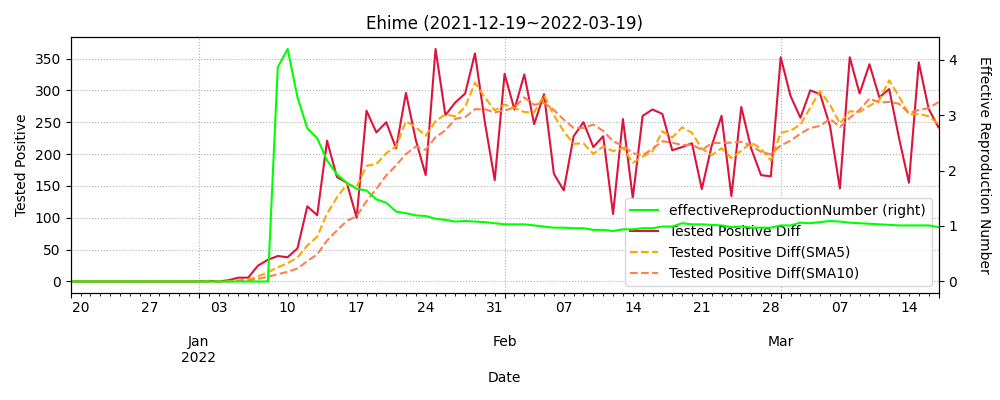 Ehime (2021-12-19~2022-03-19)
Tested Positive
350
300
250
200
150
100
50
0
Effective Reproduction Number
4
3
2
1
0
effectiveReproductionNumber (right)
Tested Positive Diff
Tested Positive Diff(SMA5)
Tested Positive Diff(SMA10)
20 27 03 10 17 24 31 07 14 21 28 07 14
Jan Feb Mar
2022
Date